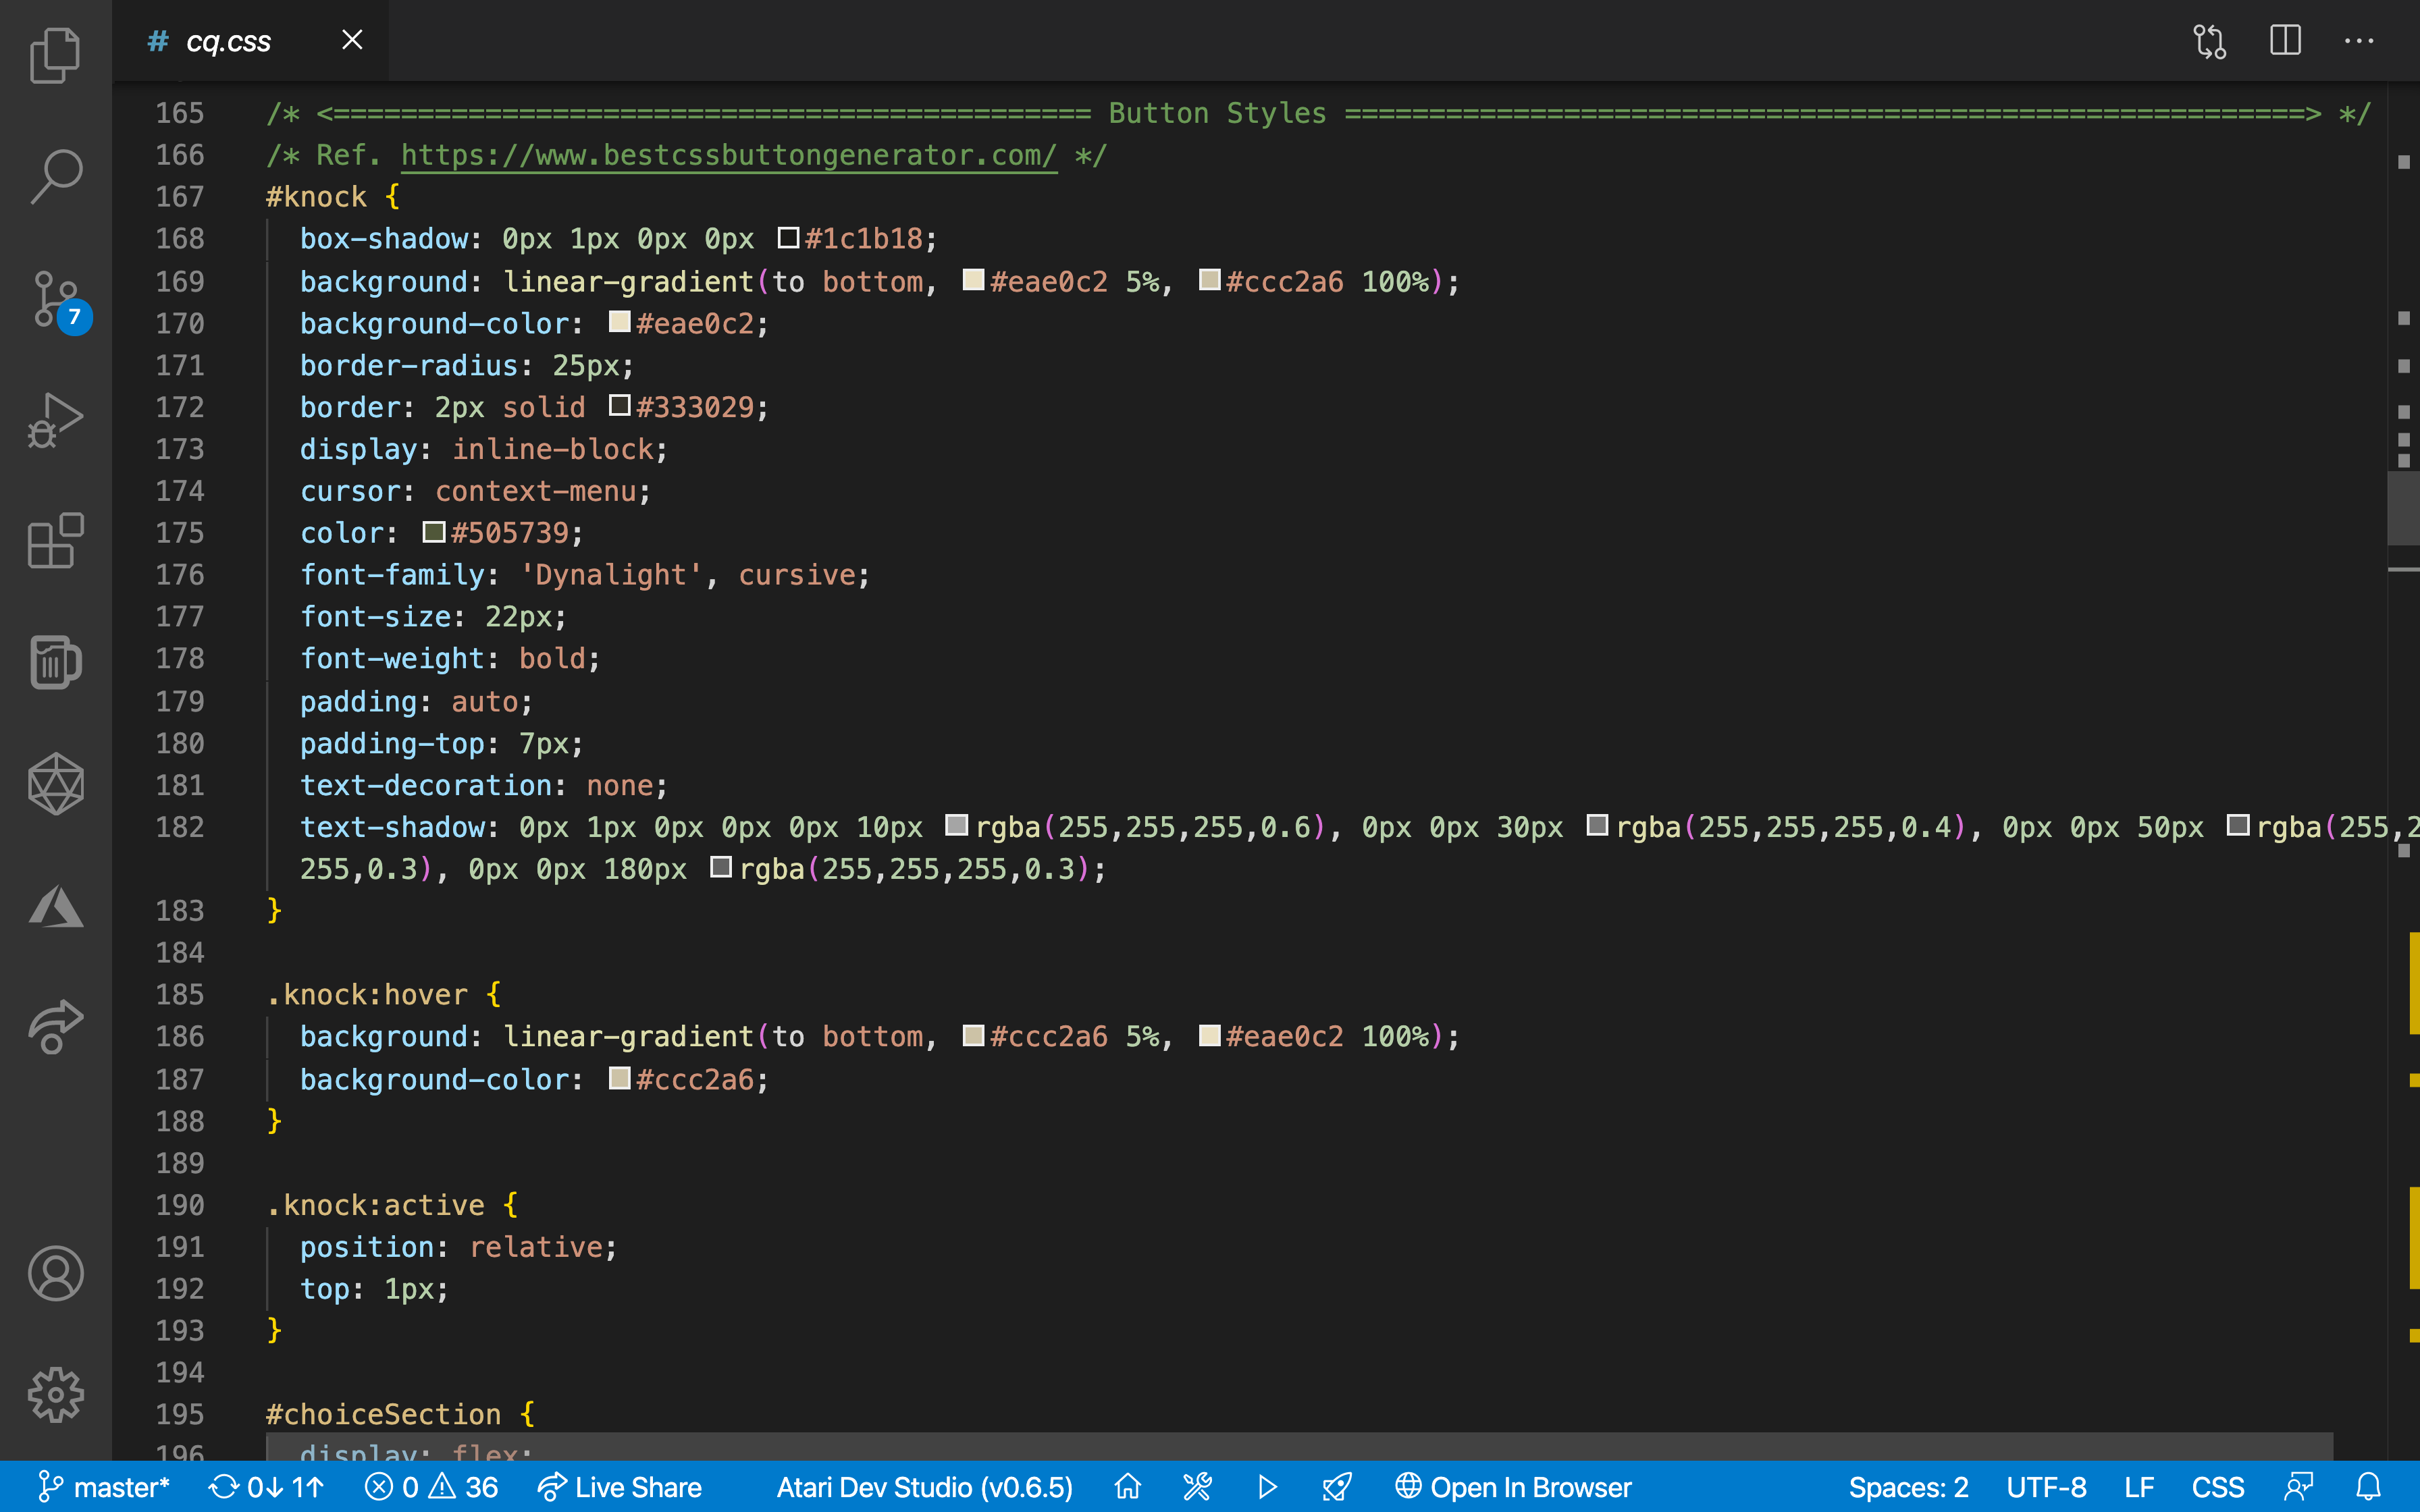 # cq.css
165 /* <============================================= Button Styles =========================================================> */
166 /* Ref. https://www.bestcssbuttongenerator.com/ */
167 #knock {
168 box-shadow: 0px 1px 0px 0px #1c1b18;
169 background: linear-gradient(to bottom, #eae0c2 5%, #ccc2a6 100%);
170 background-color: #eae0c2;
171 border-radius: 25px;
172 border: 2px solid #333029;
173 display: inline-block;
174 cursor: context-menu;
175 color: #505739;
176 font-family: 'Dynalight', cursive;
177 font-size: 22px;
178 font-weight: bold;
179 padding: auto;
180 padding-top: 7px;
181 text-decoration: none;
182 text-shadow: 0px 1px 0px 0px 0px 10px rgba(255,255,255,0.6), 0px 0px 30px rgba(255,255,255,0.4), 0px 0px 50px rgba(255,2
255,0.3), 0px 0px 180px rgba(255,255,255,0.3);
183 }
184
185 .knock:hover {
186 background: linear-gradient(to bottom, #ccc2a6 5%, #eae0c2 100%);
187 background-color: #ccc2a6;
188 }
189
190 .knock:active {
191 position: relative;
192 top: 1px;
193 }
194
195 #choiceSection {
196 display: flex;
7
master* 0↓ 1↑ 0 36 Live Share Atari Dev Studio (v0.6.5) Open In Browser Spaces: 2 UTF-8 LF CSS